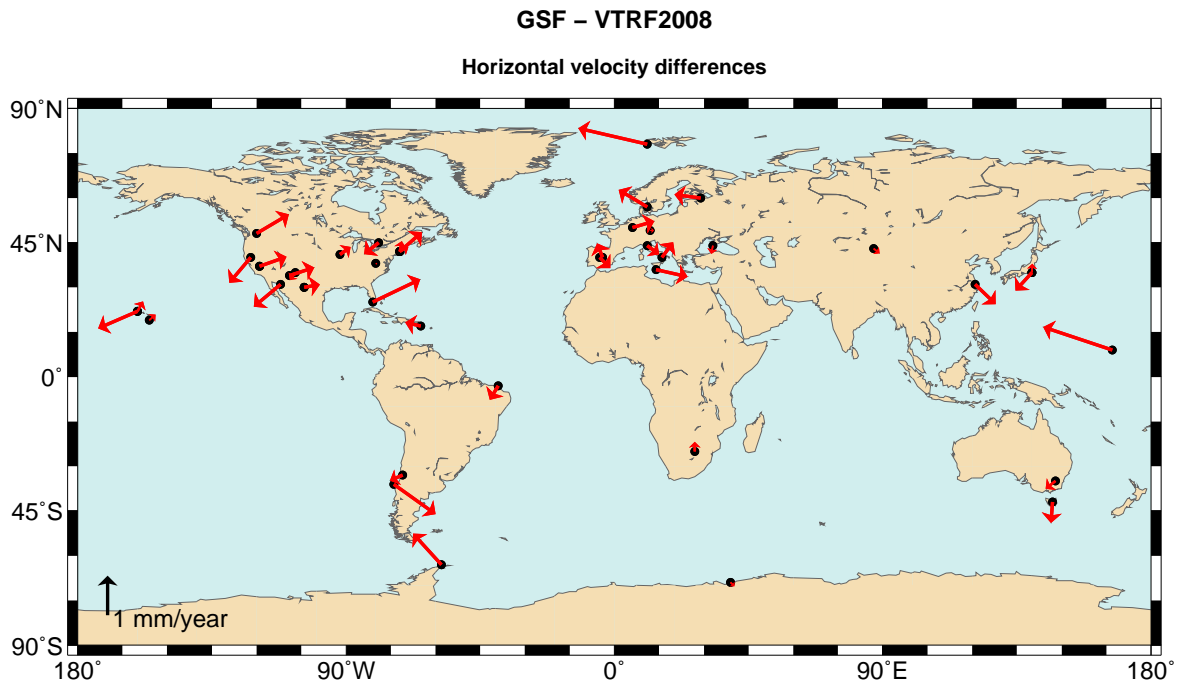 GSF – VTRF2008
Horizontal velocity differences
90˚N
45˚N
0˚
45˚S
90˚S
1 mm/year
180˚ 90˚W 0˚ 90˚E 180˚